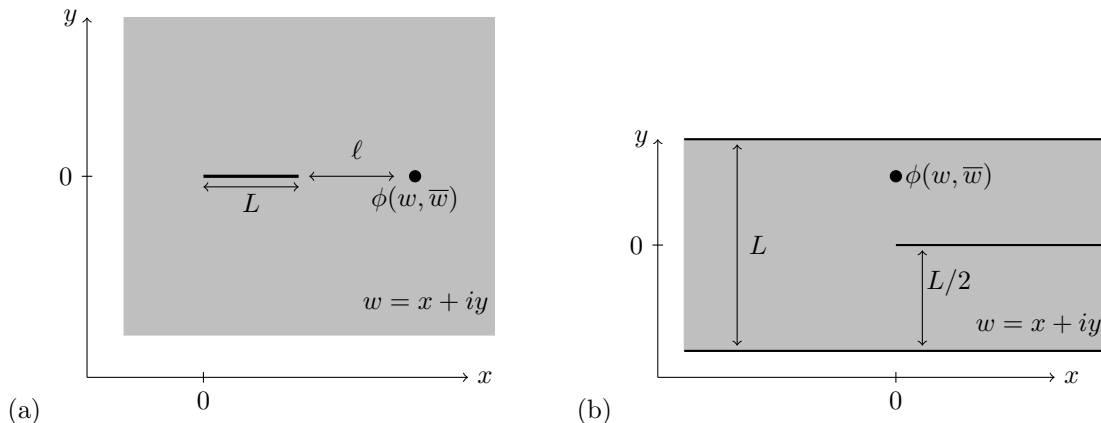 y
0
ℓ
L
ϕ(w, w̅)
w = x + iy
x
0
(a)
y
0
ϕ(w, w̅)
L
L/2
w = x + iy
x
0
(b)